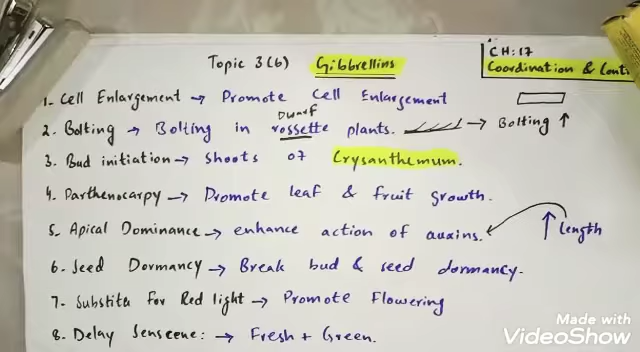 CH:17
Topic 3(b) Gibbrellins
Coordination & Cont
1- Cell Enlargement → Promote Cell Enlargement
Dwarf
2- Bolting → Bolting in rossette plants. → Bolting ↑
3- Bud initiation → shoots of Crysanthemum.
4. Parthenocarpy → Promote leaf & fruit growth.
5- Apical Dominance → enhance action of auxins. ↑ length
6- Seed Dormancy → Break bud & seed dormancy.
7- Substite for Red light → Promote Flowering
8- Delay Senscene: → Fresh + Green.
Made with
VideoShow